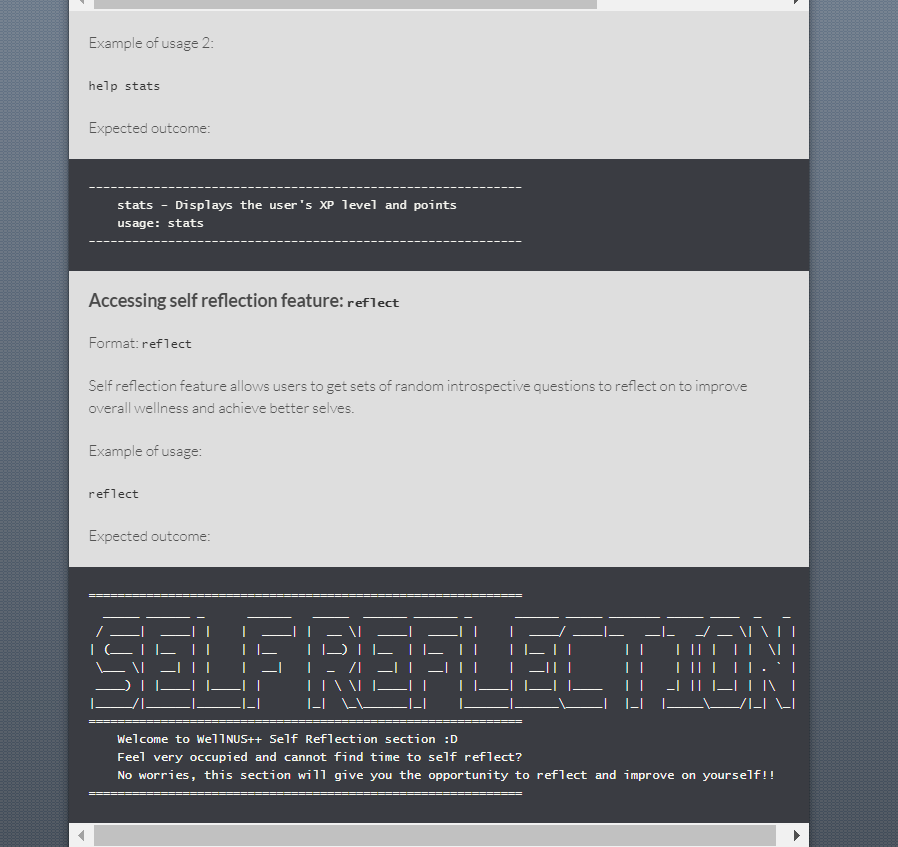 Example of usage 2:
help stats
Expected outcome:
------------------------------------------------------------
stats - Displays the user's XP level and points
usage: stats
------------------------------------------------------------
Accessing self reflection feature: reflect
Format: reflect
Self reflection feature allows users to get sets of random introspective questions to reflect on to improve
overall wellness and achieve better selves.
Example of usage:
reflect
Expected outcome:
============================================================
SELF REFLECTION
============================================================
Welcome to WellNUS++ Self Reflection section :D
Feel very occupied and cannot find time to self reflect?
No worries, this section will give you the opportunity to reflect and improve on yourself!!
============================================================